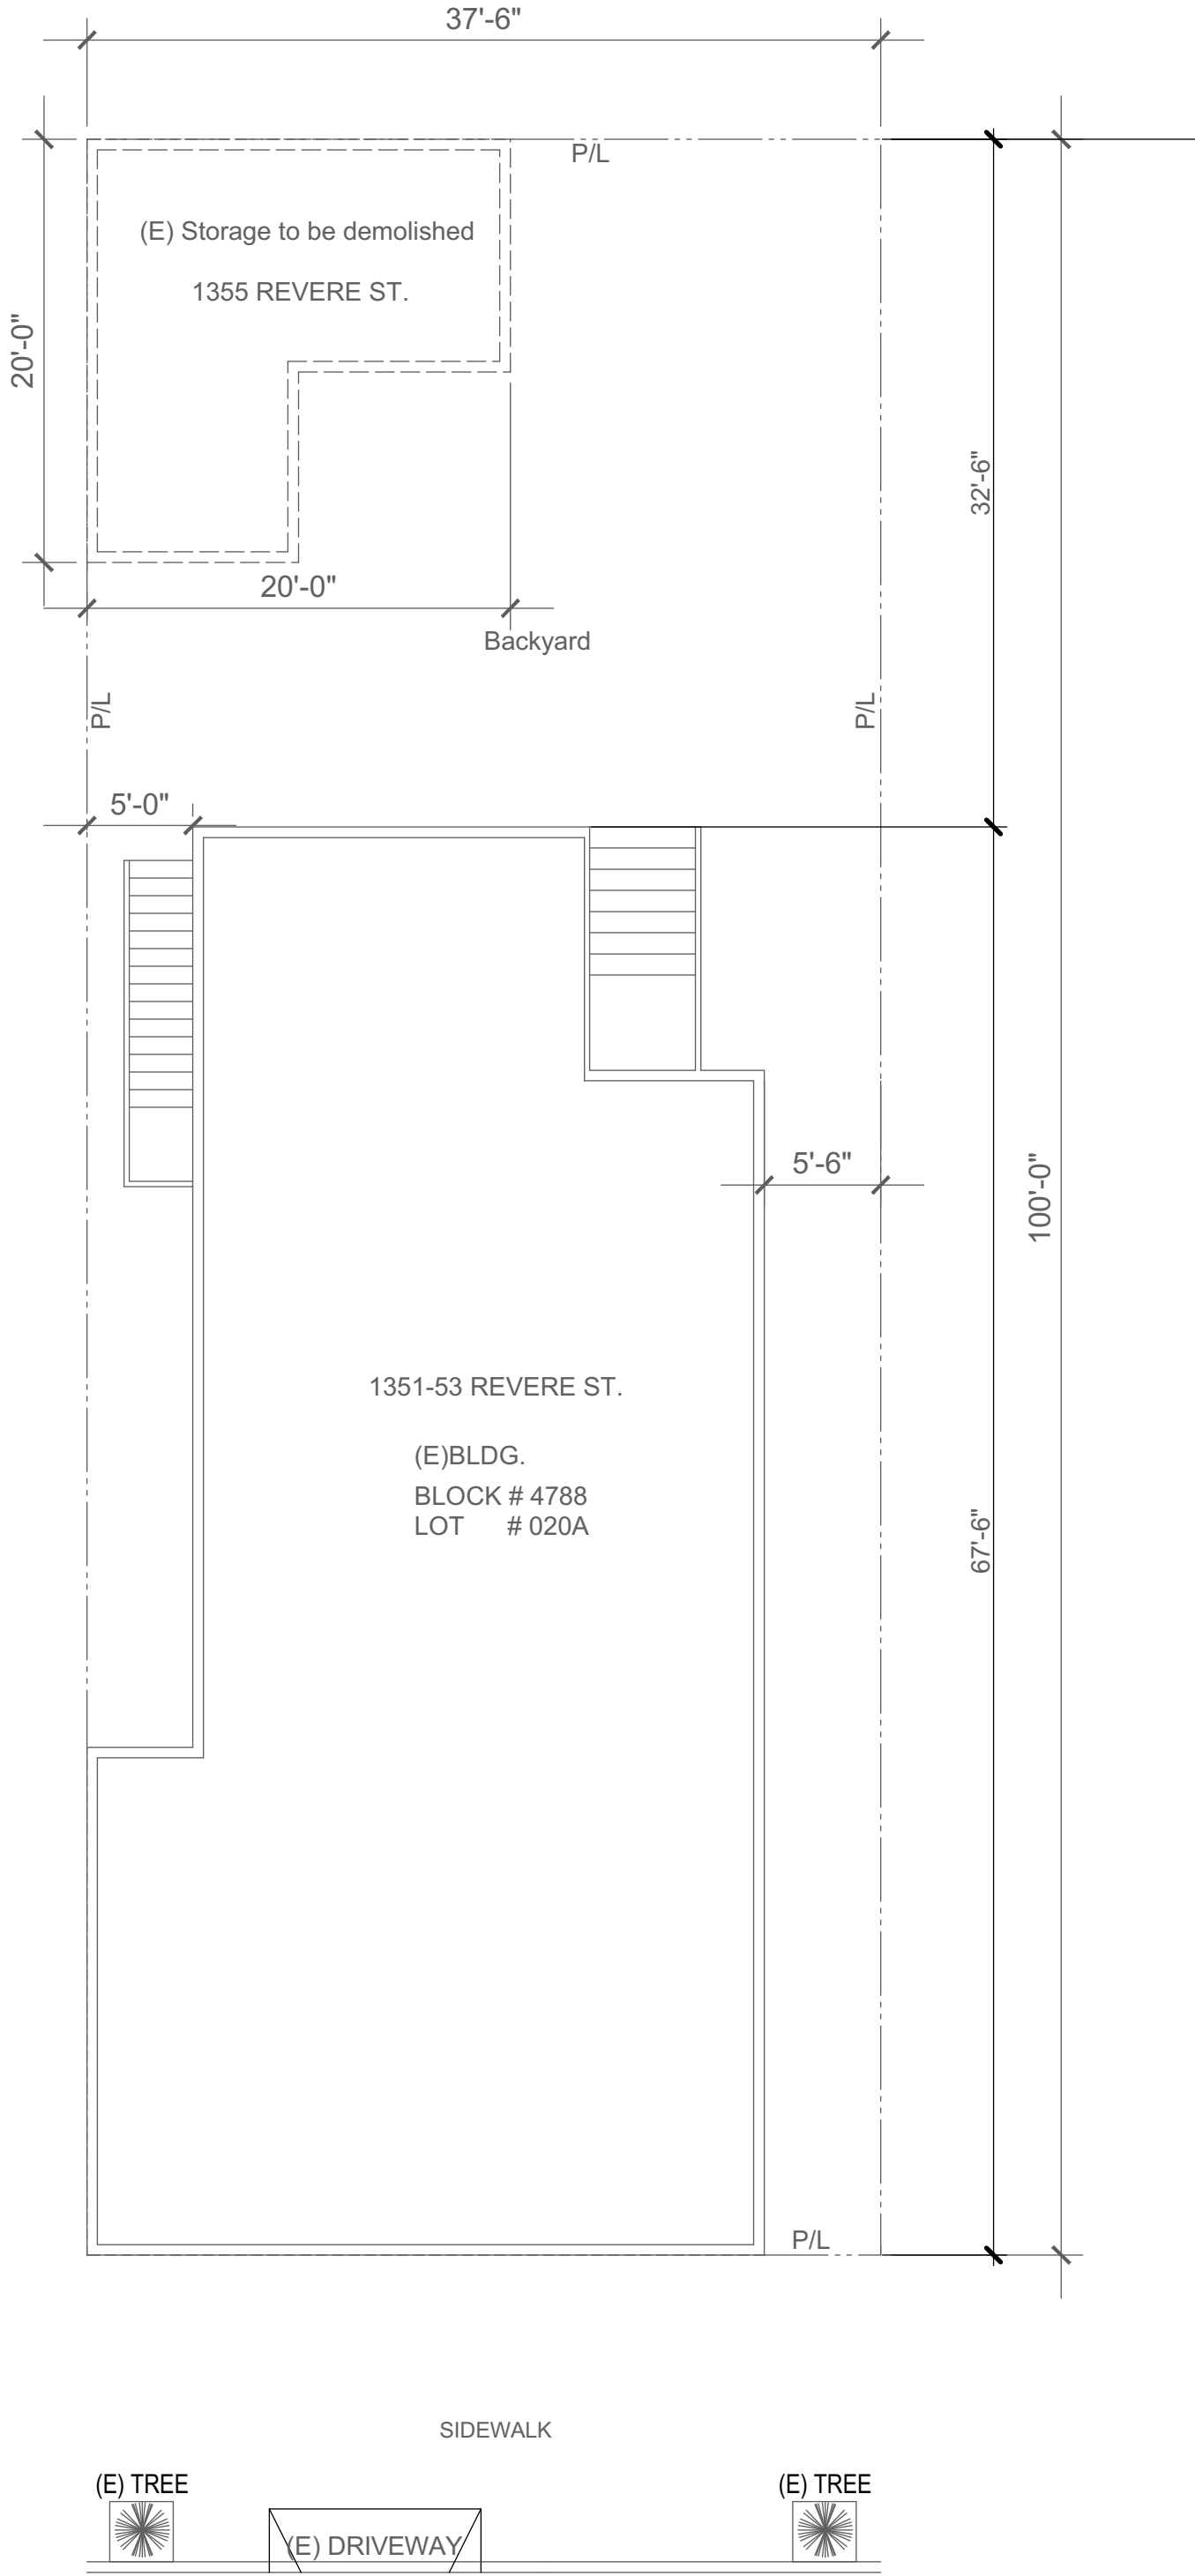 37'-6"
P/L
(E) Storage to be demolished
1355 REVERE ST.
20'-0"
32'-6"
20'-0"
Backyard
P/L
P/L
5'-0"
5'-6"
100'-0"
1351-53 REVERE ST.
(E)BLDG.
BLOCK # 4788
LOT # 020A
67'-6"
P/L
SIDEWALK
(E) TREE
(E) TREE
(E) DRIVEWAY